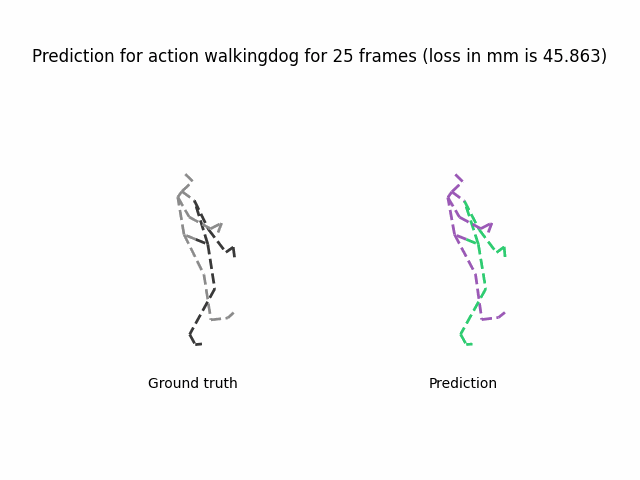 Prediction for action walkingdog for 25 frames (loss in mm is 45.863)
Ground truth
Prediction